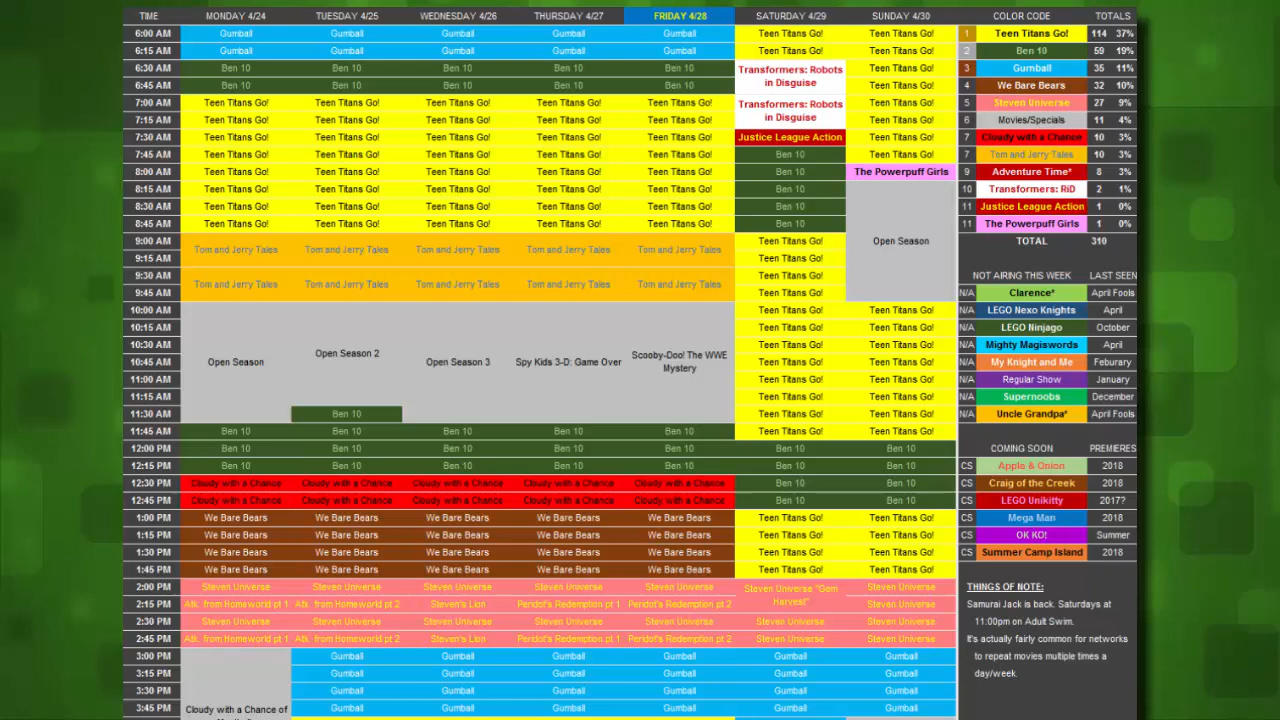 TIME MONDAY 4/24 TUESDAY 4/25 WEDNESDAY 4/26 THURSDAY 4/27 FRIDAY 4/28 SATURDAY 4/29 SUNDAY 4/30 COLOR CODE TOTALS
6:00 AM Gumball Gumball Gumball Gumball Gumball Teen Titans Go! Teen Titans Go! 1 Teen Titans Go! 114 37%
6:15 AM Gumball Gumball Gumball Gumball Gumball Teen Titans Go! Teen Titans Go! 2 Ben 10 59 19%
6:30 AM Ben 10 Ben 10 Ben 10 Ben 10 Ben 10 Transformers: Robots Teen Titans Go! 3 Gumball 35 11%
6:45 AM Ben 10 Ben 10 Ben 10 Ben 10 Ben 10 in Disguise Teen Titans Go! 4 We Bare Bears 32 10%
7:00 AM Teen Titans Go! Teen Titans Go! Teen Titans Go! Teen Titans Go! Teen Titans Go! Transformers: Robots Teen Titans Go! 5 Steven Universe 27 9%
7:15 AM Teen Titans Go! Teen Titans Go! Teen Titans Go! Teen Titans Go! Teen Titans Go! in Disguise Teen Titans Go! 6 Movies/Specials 11 4%
7:30 AM Teen Titans Go! Teen Titans Go! Teen Titans Go! Teen Titans Go! Teen Titans Go! Justice League Action Teen Titans Go! 7 Cloudy with a Chance 10 3%
7:45 AM Teen Titans Go! Teen Titans Go! Teen Titans Go! Teen Titans Go! Teen Titans Go! Ben 10 Teen Titans Go! 7 Tom and Jerry Tales 10 3%
8:00 AM Teen Titans Go! Teen Titans Go! Teen Titans Go! Teen Titans Go! Teen Titans Go! Ben 10 The Powerpuff Girls 9 Adventure Time* 8 3%
8:15 AM Teen Titans Go! Teen Titans Go! Teen Titans Go! Teen Titans Go! Teen Titans Go! Ben 10 10 Transformers: RiD 2 1%
8:30 AM Teen Titans Go! Teen Titans Go! Teen Titans Go! Teen Titans Go! Teen Titans Go! Ben 10 11 Justice League Action 1 0%
8:45 AM Teen Titans Go! Teen Titans Go! Teen Titans Go! Teen Titans Go! Teen Titans Go! Ben 10 11 The Powerpuff Girls 1 0%
9:00 AM Tom and Jerry Tales Tom and Jerry Tales Tom and Jerry Tales Tom and Jerry Tales Tom and Jerry Tales Teen Titans Go! Open Season TOTAL 310
9:15 AM Teen Titans Go!
9:30 AM Tom and Jerry Tales Tom and Jerry Tales Tom and Jerry Tales Tom and Jerry Tales Tom and Jerry Tales Teen Titans Go! NOT AIRING THIS WEEK LAST SEEN
9:45 AM Teen Titans Go! N/A Clarence* April Fools
10:00 AM Teen Titans Go! Teen Titans Go! N/A LEGO Nexo Knights April
10:15 AM Teen Titans Go! Teen Titans Go! N/A LEGO Ninjago October
10:30 AM Open Season 2 Scooby-Doo! The WWE Teen Titans Go! Teen Titans Go! N/A Mighty Magiswords April
10:45 AM Open Season Open Season 3 Spy Kids 3-D: Game Over Mystery Teen Titans Go! Teen Titans Go! N/A My Knight and Me Feburary
11:00 AM Teen Titans Go! Teen Titans Go! N/A Regular Show January
11:15 AM Teen Titans Go! Teen Titans Go! N/A Supernoobs December
11:30 AM Ben 10 Teen Titans Go! Teen Titans Go! N/A Uncle Grandpa* April Fools
11:45 AM Ben 10 Ben 10 Ben 10 Ben 10 Ben 10 Teen Titans Go! Teen Titans Go!
12:00 PM Ben 10 Ben 10 Ben 10 Ben 10 Ben 10 Ben 10 Ben 10 COMING SOON PREMIERES
12:15 PM Ben 10 Ben 10 Ben 10 Ben 10 Ben 10 Ben 10 Ben 10 CS Apple & Onion 2018
12:30 PM Cloudy with a Chance Cloudy with a Chance Cloudy with a Chance Cloudy with a Chance Cloudy with a Chance Ben 10 Ben 10 CS Craig of the Creek 2018
12:45 PM Cloudy with a Chance Cloudy with a Chance Cloudy with a Chance Cloudy with a Chance Cloudy with a Chance Ben 10 Ben 10 CS LEGO Unikitty 2017?
1:00 PM We Bare Bears We Bare Bears We Bare Bears We Bare Bears We Bare Bears Teen Titans Go! Teen Titans Go! CS Mega Man 2018
1:15 PM We Bare Bears We Bare Bears We Bare Bears We Bare Bears We Bare Bears Teen Titans Go! Teen Titans Go! CS OK KO! Summer
1:30 PM We Bare Bears We Bare Bears We Bare Bears We Bare Bears We Bare Bears Teen Titans Go! Teen Titans Go! CS Summer Camp Island 2018
1:45 PM We Bare Bears We Bare Bears We Bare Bears We Bare Bears We Bare Bears Teen Titans Go! Teen Titans Go!
2:00 PM Steven Universe Steven Universe Steven Universe Steven Universe Steven Universe Steven Universe "Gem Steven Universe THINGS OF NOTE:
2:15 PM Atk. from Homeworld pt 1 Atk. from Homeworld pt 2 Steven's Lion Peridot's Redemption pt 1 Peridot's Redemption pt 2 Harvest" Steven Universe Samurai Jack is back. Saturdays at
2:30 PM Steven Universe Steven Universe Steven Universe Steven Universe Steven Universe Steven Universe Steven Universe 11:00pm on Adult Swim.
2:45 PM Atk. from Homeworld pt 1 Atk. from Homeworld pt 2 Steven's Lion Peridot's Redemption pt 1 Peridot's Redemption pt 2 Steven Universe Steven Universe It's actually fairly common for networks
3:00 PM Gumball Gumball Gumball Gumball Gumball Gumball to repeat movies multiple times a
3:15 PM Gumball Gumball Gumball Gumball Gumball Gumball day/week.
3:30 PM Gumball Gumball Gumball Gumball Gumball Gumball
3:45 PM Cloudy with a Chance of Gumball Gumball Gumball Gumball Gumball Gumball